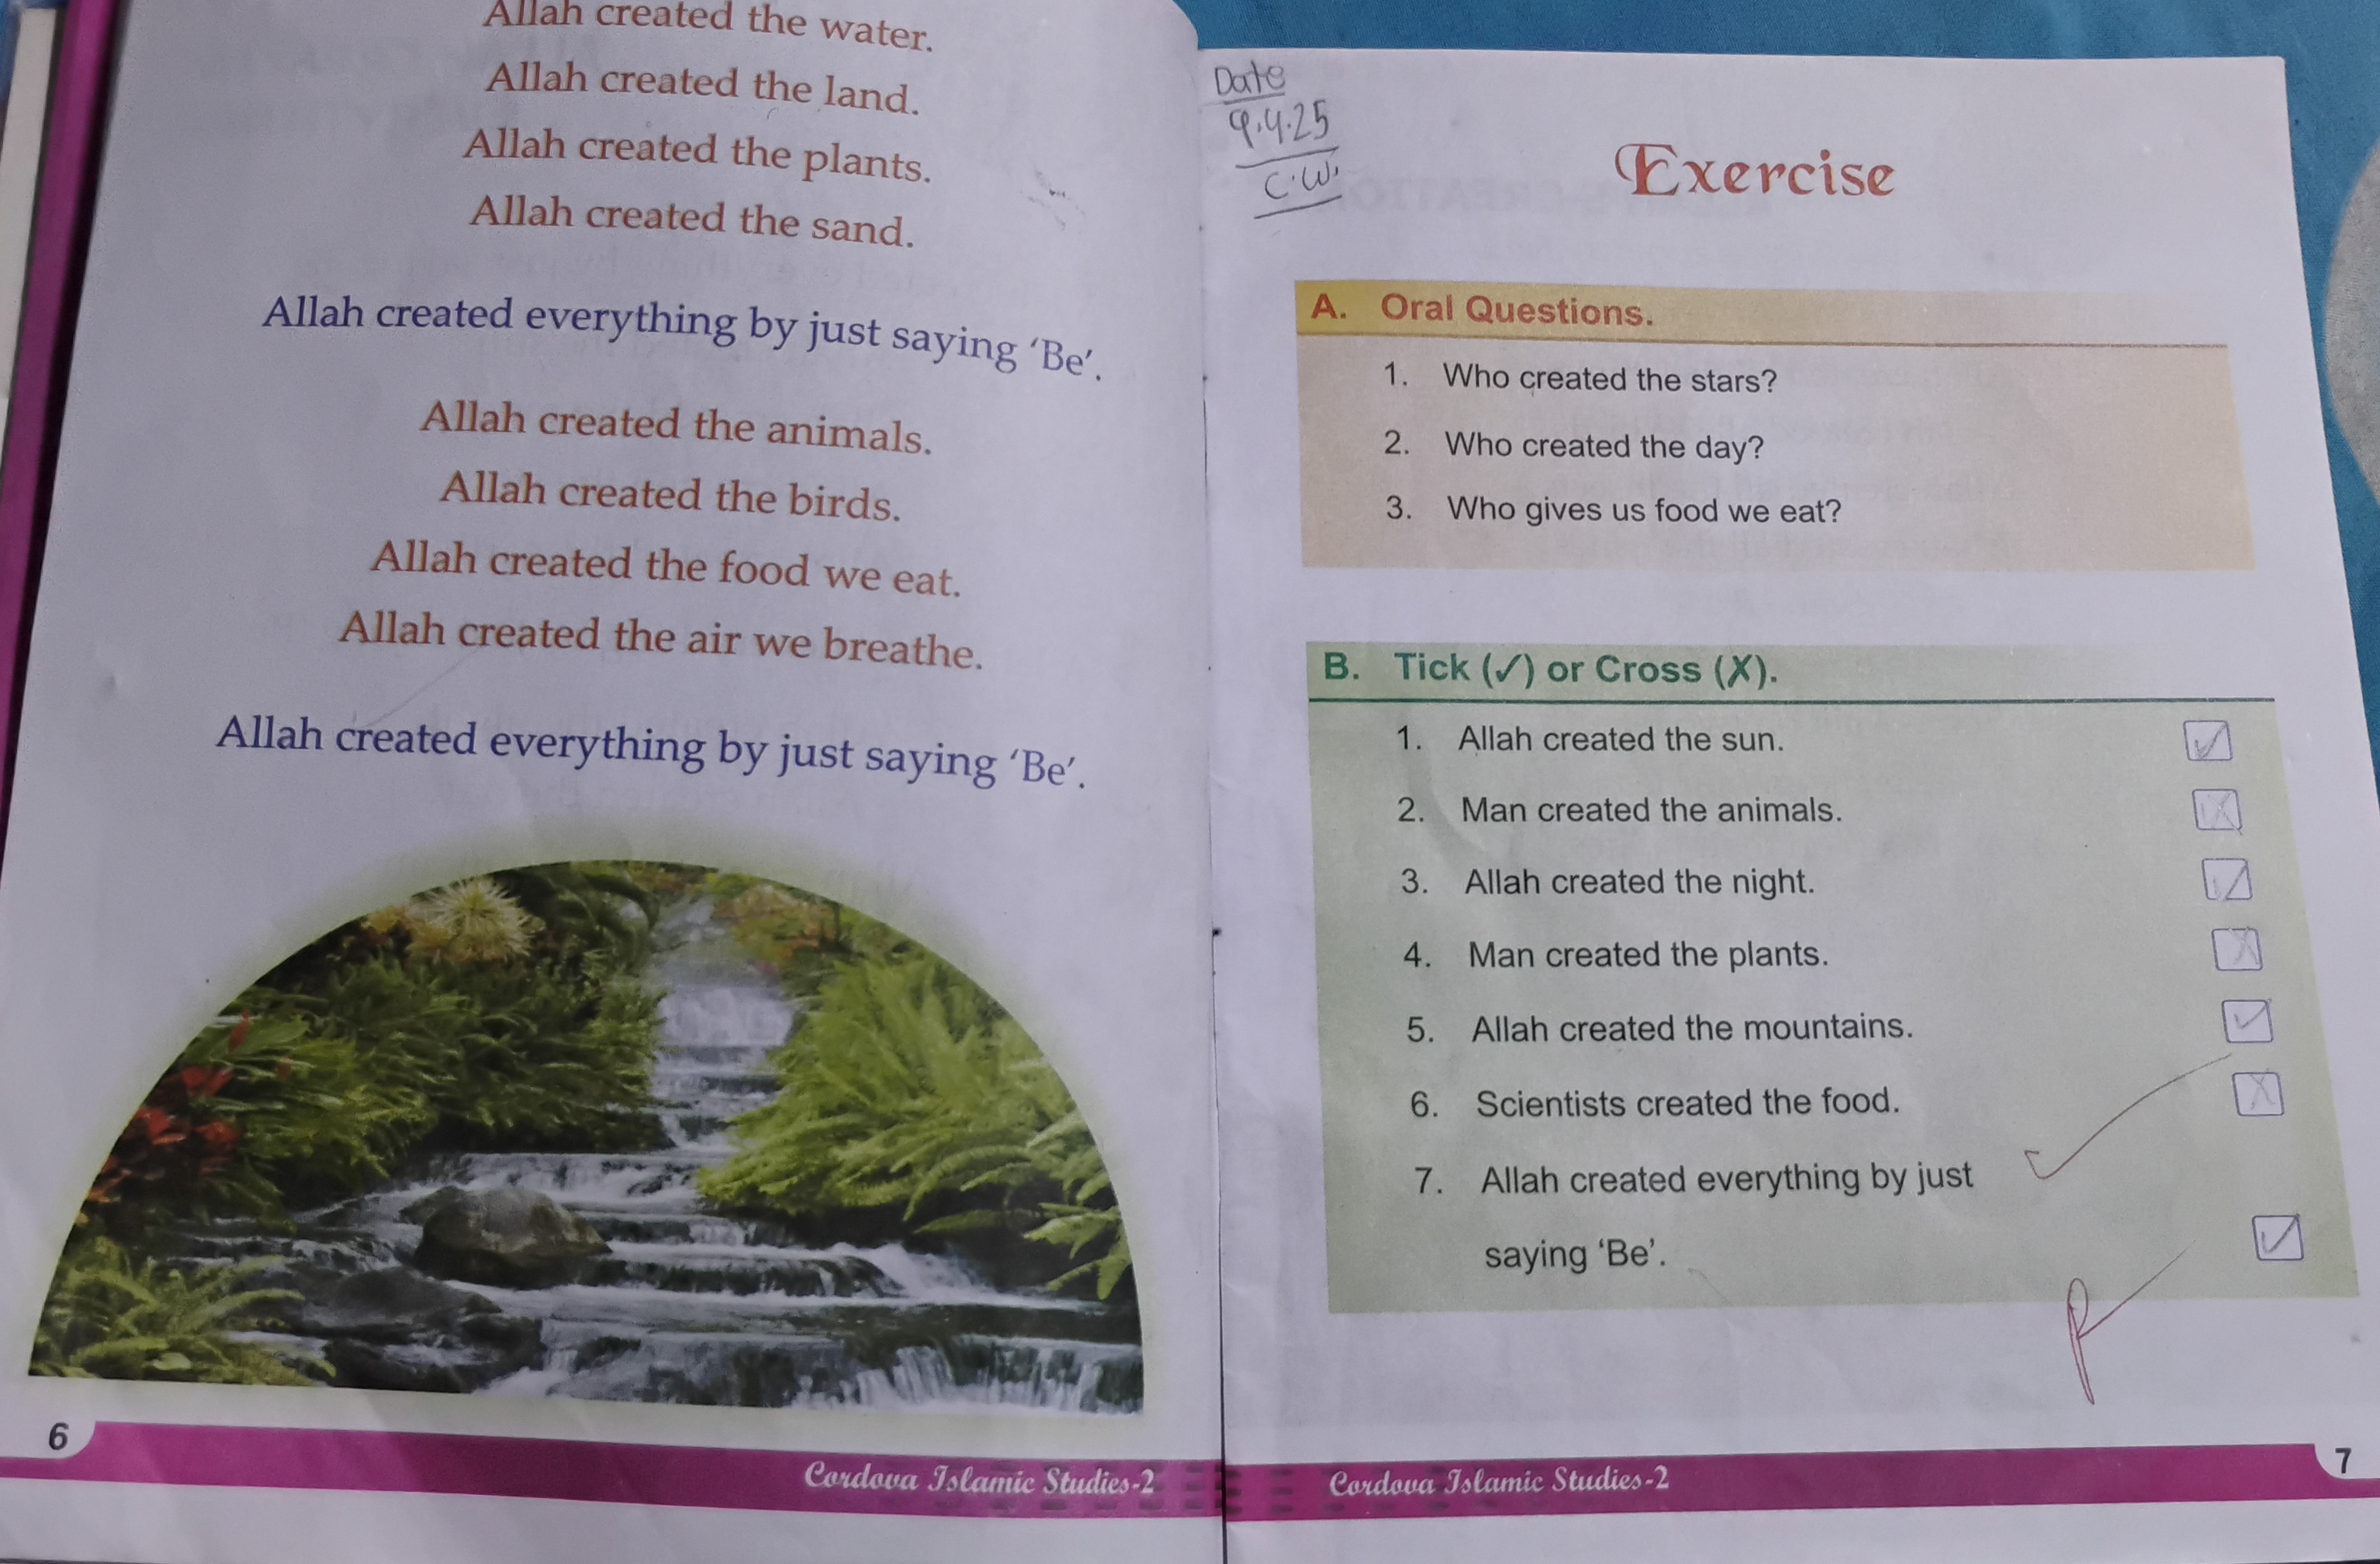 Allah created the water.
Allah created the land.
Allah created the plants.
Allah created the sand.
Allah created everything by just saying ‘Be’.
Allah created the animals.
Allah created the birds.
Allah created the food we eat.
Allah created the air we breathe.
Allah created everything by just saying ‘Be’.
6
Cordova Islamic Studies-2
Date
9.4.25
C.W.
Exercise
A. Oral Questions.
1. Who created the stars?
2. Who created the day?
3. Who gives us food we eat?
B. Tick (✓) or Cross (✗).
1. Allah created the sun. ✓
2. Man created the animals. ✗
3. Allah created the night. ✓
4. Man created the plants. ✗
5. Allah created the mountains. ✓
6. Scientists created the food. ✗
7. Allah created everything by just
saying ‘Be’. ✓
Cordova Islamic Studies-2
7